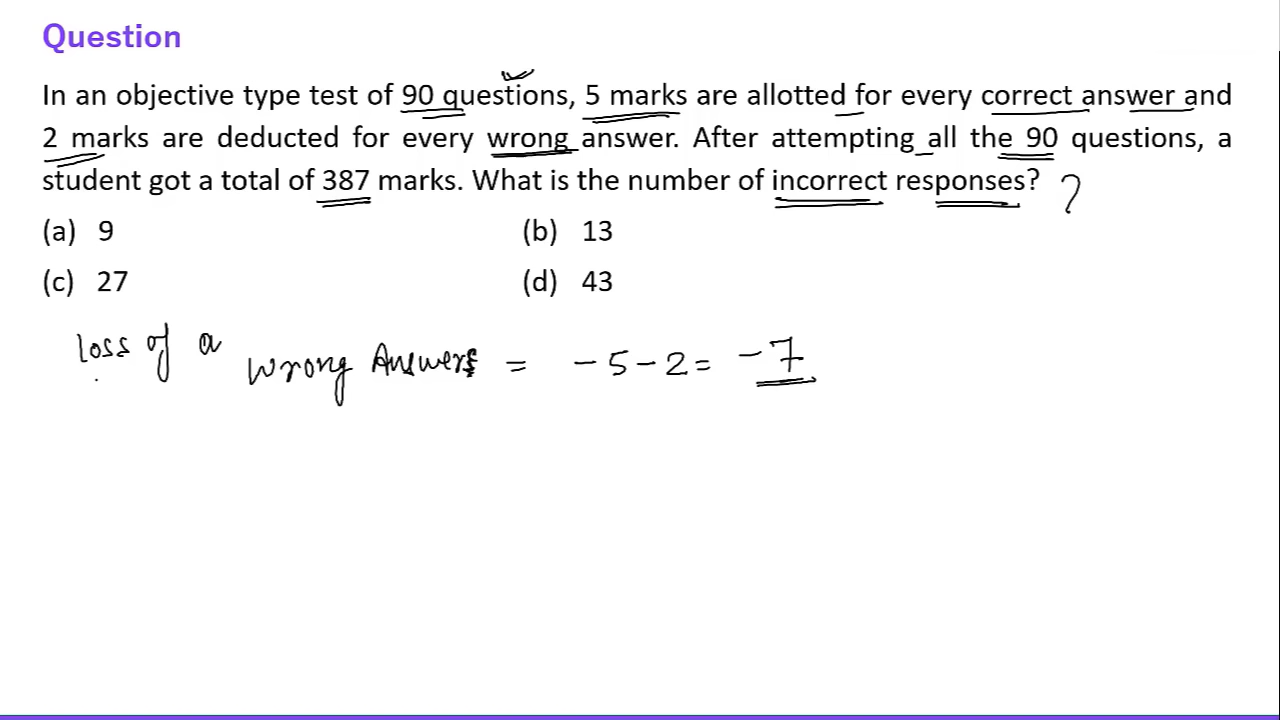 Question
In an objective type test of 90 questions, 5 marks are allotted for every correct answer and
2 marks are deducted for every wrong answer. After attempting all the 90 questions, a
student got a total of 387 marks. What is the number of incorrect responses? ?
(a) 9 (b) 13
(c) 27 (d) 43
Loss of a Wrong Answers = -5-2= -7